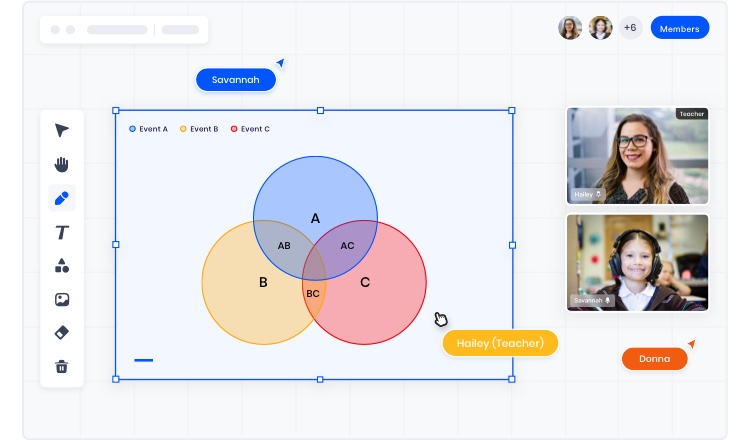 +6
Members
Savannah
Event A
Event B
Event C
Teacher
A
Hailey
AB
AC
B
C
BC
Savannah
Hailey (Teacher)
Donna
T